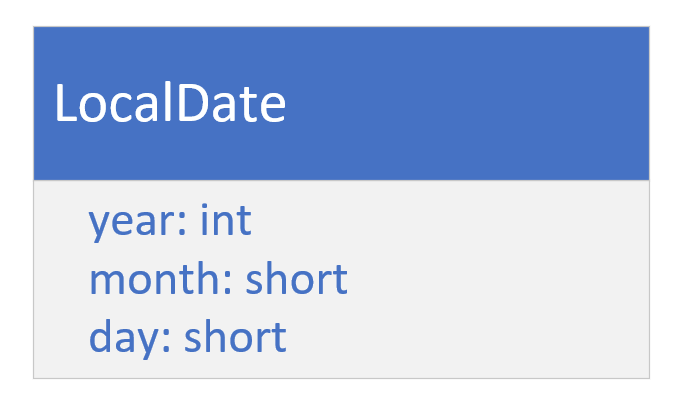 LocalDate
year: int
month: short
day: short